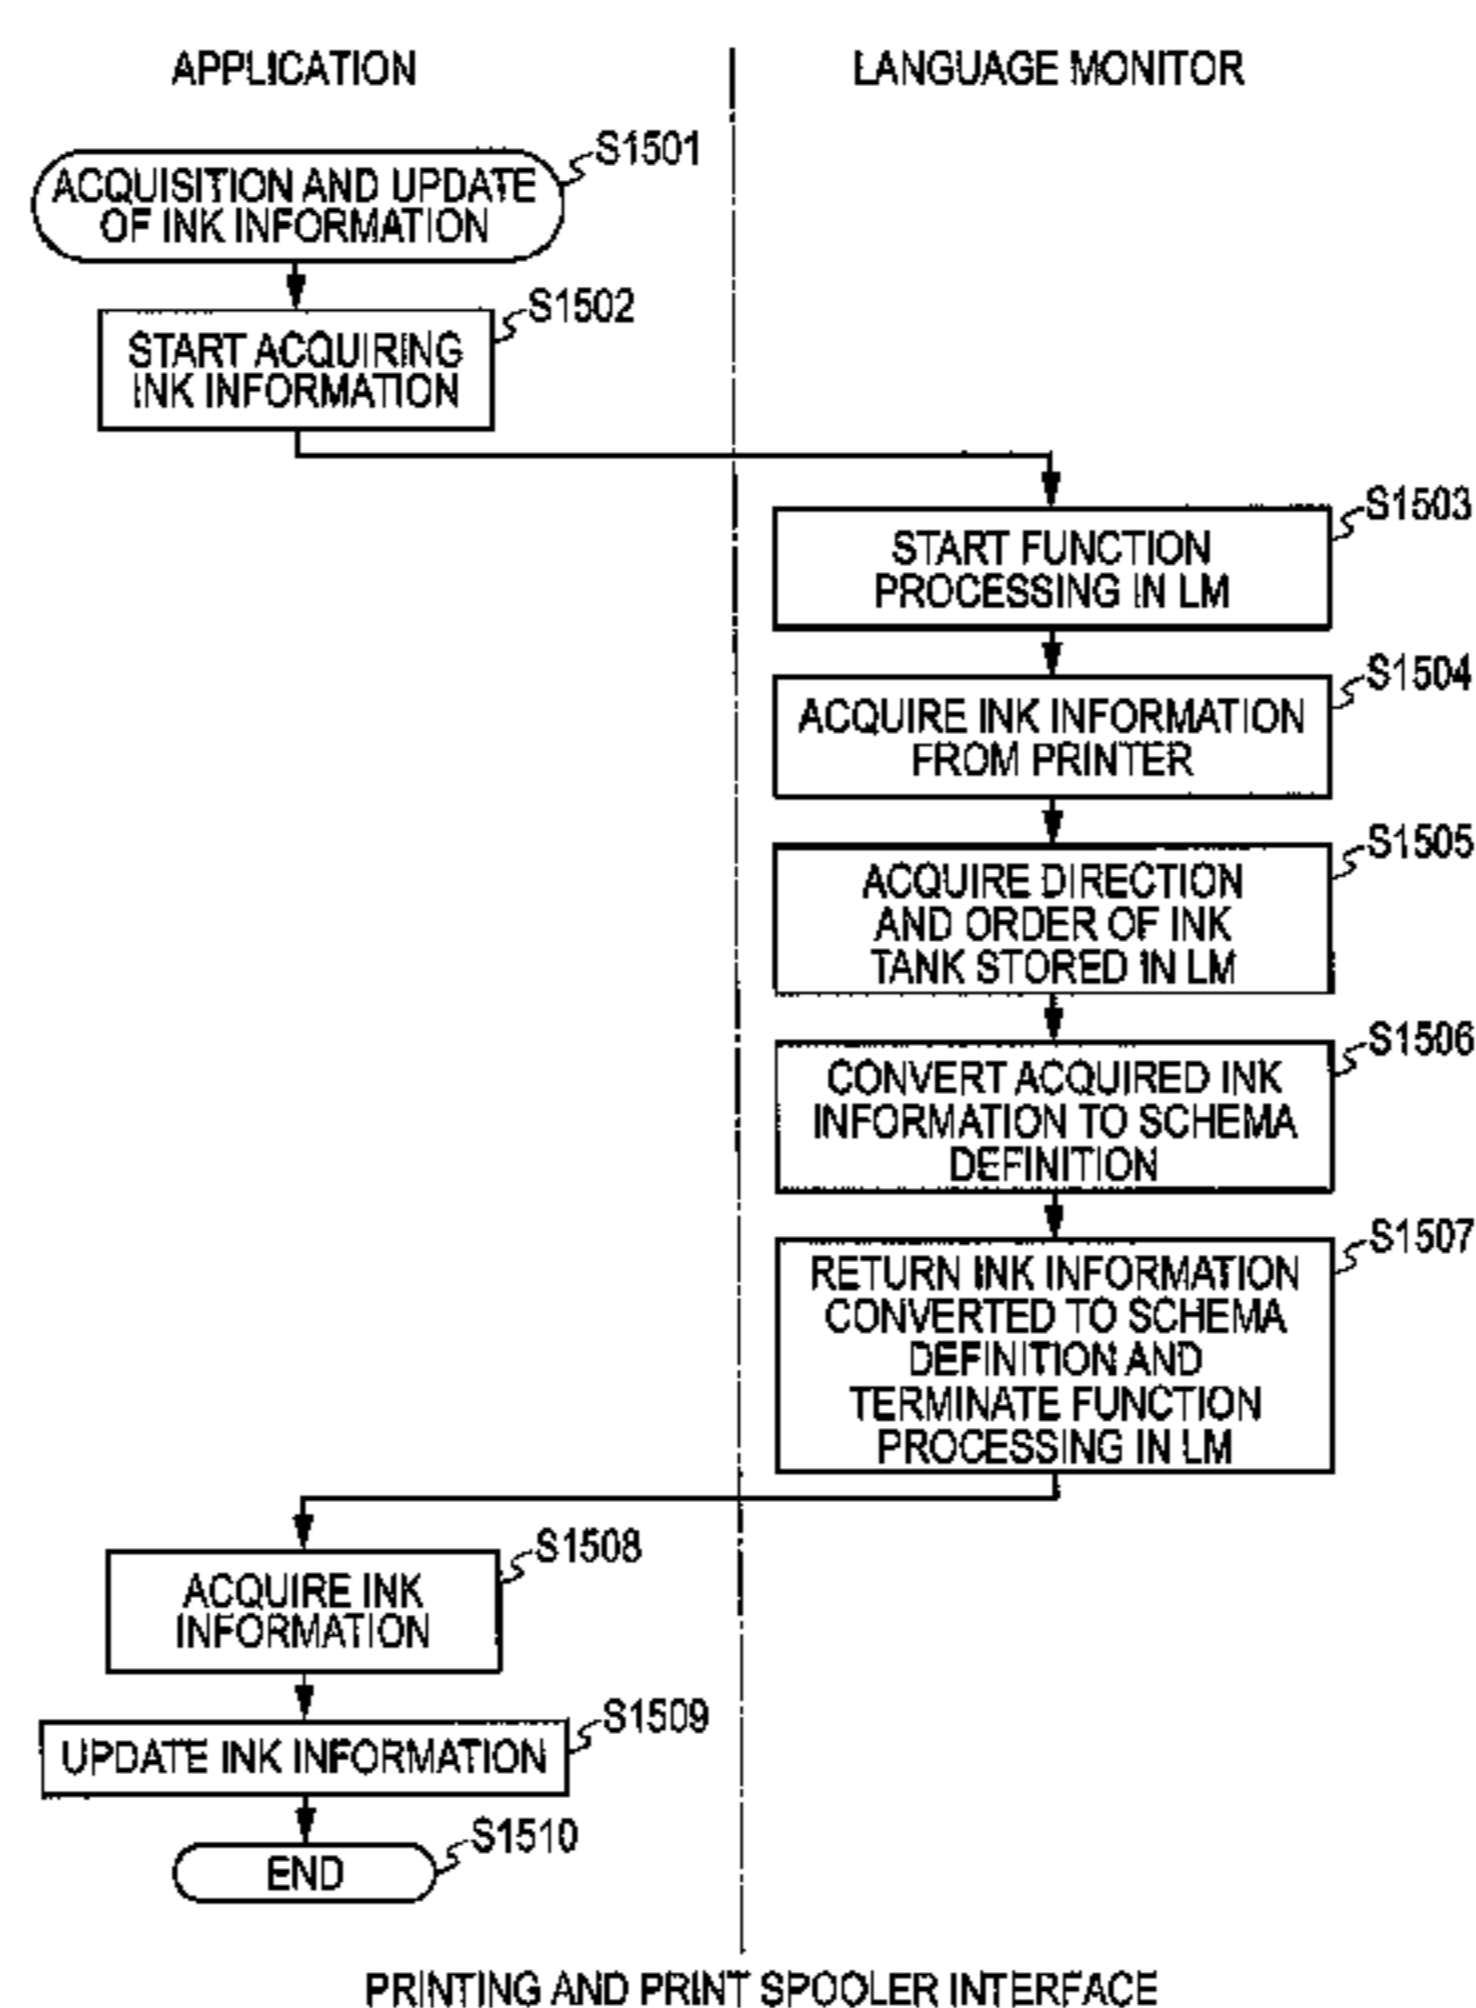 APPLICATION
LANGUAGE MONITOR
S1501
ACQUISITION AND UPDATE
OF INK INFORMATION
S1502
START ACQUIRING
INK INFORMATION
S1503
START FUNCTION
PROCESSING IN LM
S1504
ACQUIRE INK INFORMATION
FROM PRINTER
S1505
ACQUIRE DIRECTION
AND ORDER OF INK
TANK STORED IN LM
S1506
CONVERT ACQUIRED INK
INFORMATION TO SCHEMA
DEFINITION
S1507
RETURN INK INFORMATION
CONVERTED TO SCHEMA
DEFINITION AND
TERMINATE FUNCTION
PROCESSING IN LM
S1508
ACQUIRE INK
INFORMATION
S1509
UPDATE INK INFORMATION
S1510
END
PRINTING AND PRINT SPOOLER INTERFACE